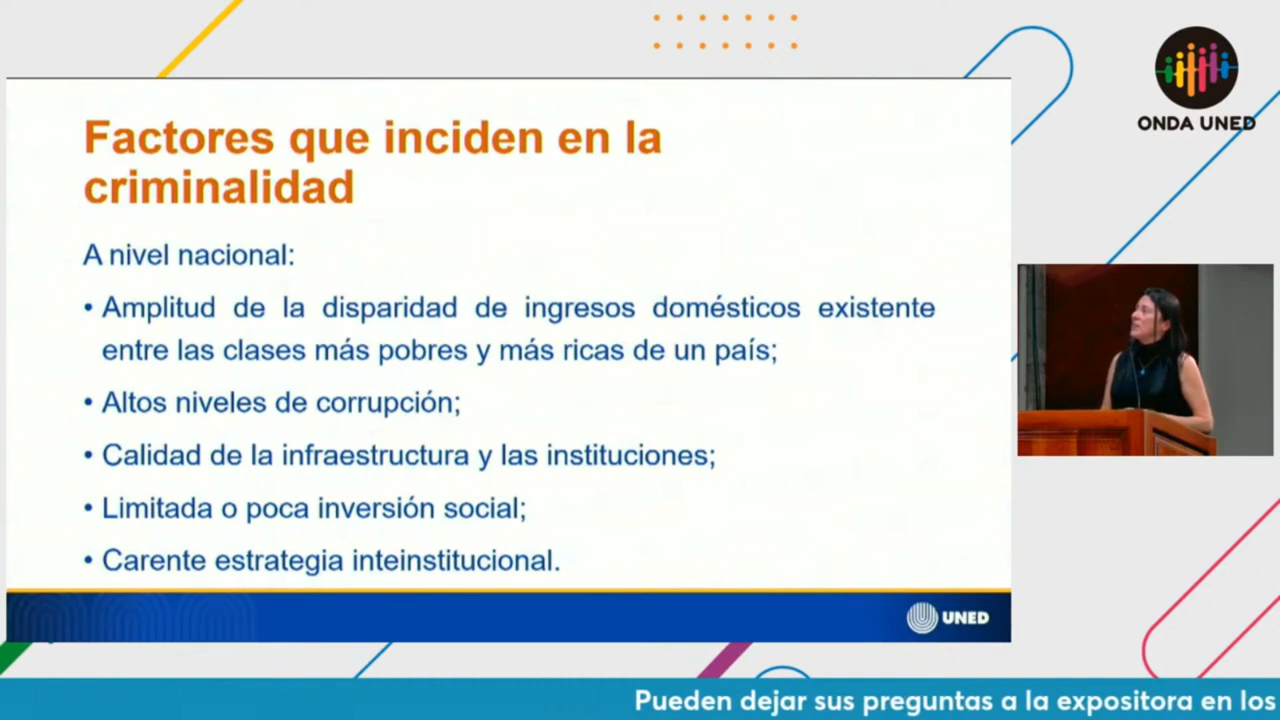 ONDA UNED
Factores que inciden en la
criminalidad
A nivel nacional:
• Amplitud de la disparidad de ingresos domésticos existente
entre las clases más pobres y más ricas de un país;
• Altos niveles de corrupción;
• Calidad de la infraestructura y las instituciones;
• Limitada o poca inversión social;
• Carente estrategia inteinstitucional.
UNED
Pueden dejar sus preguntas a la expositora en los